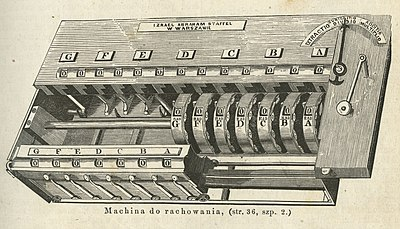 IZRAEL ABRAHAM STAFFEL
W WARSZAWIE
G F E D C B A
G F E D C B A
G F E D C B A
Machina do rachowania, (str. 36, szp. 2.)